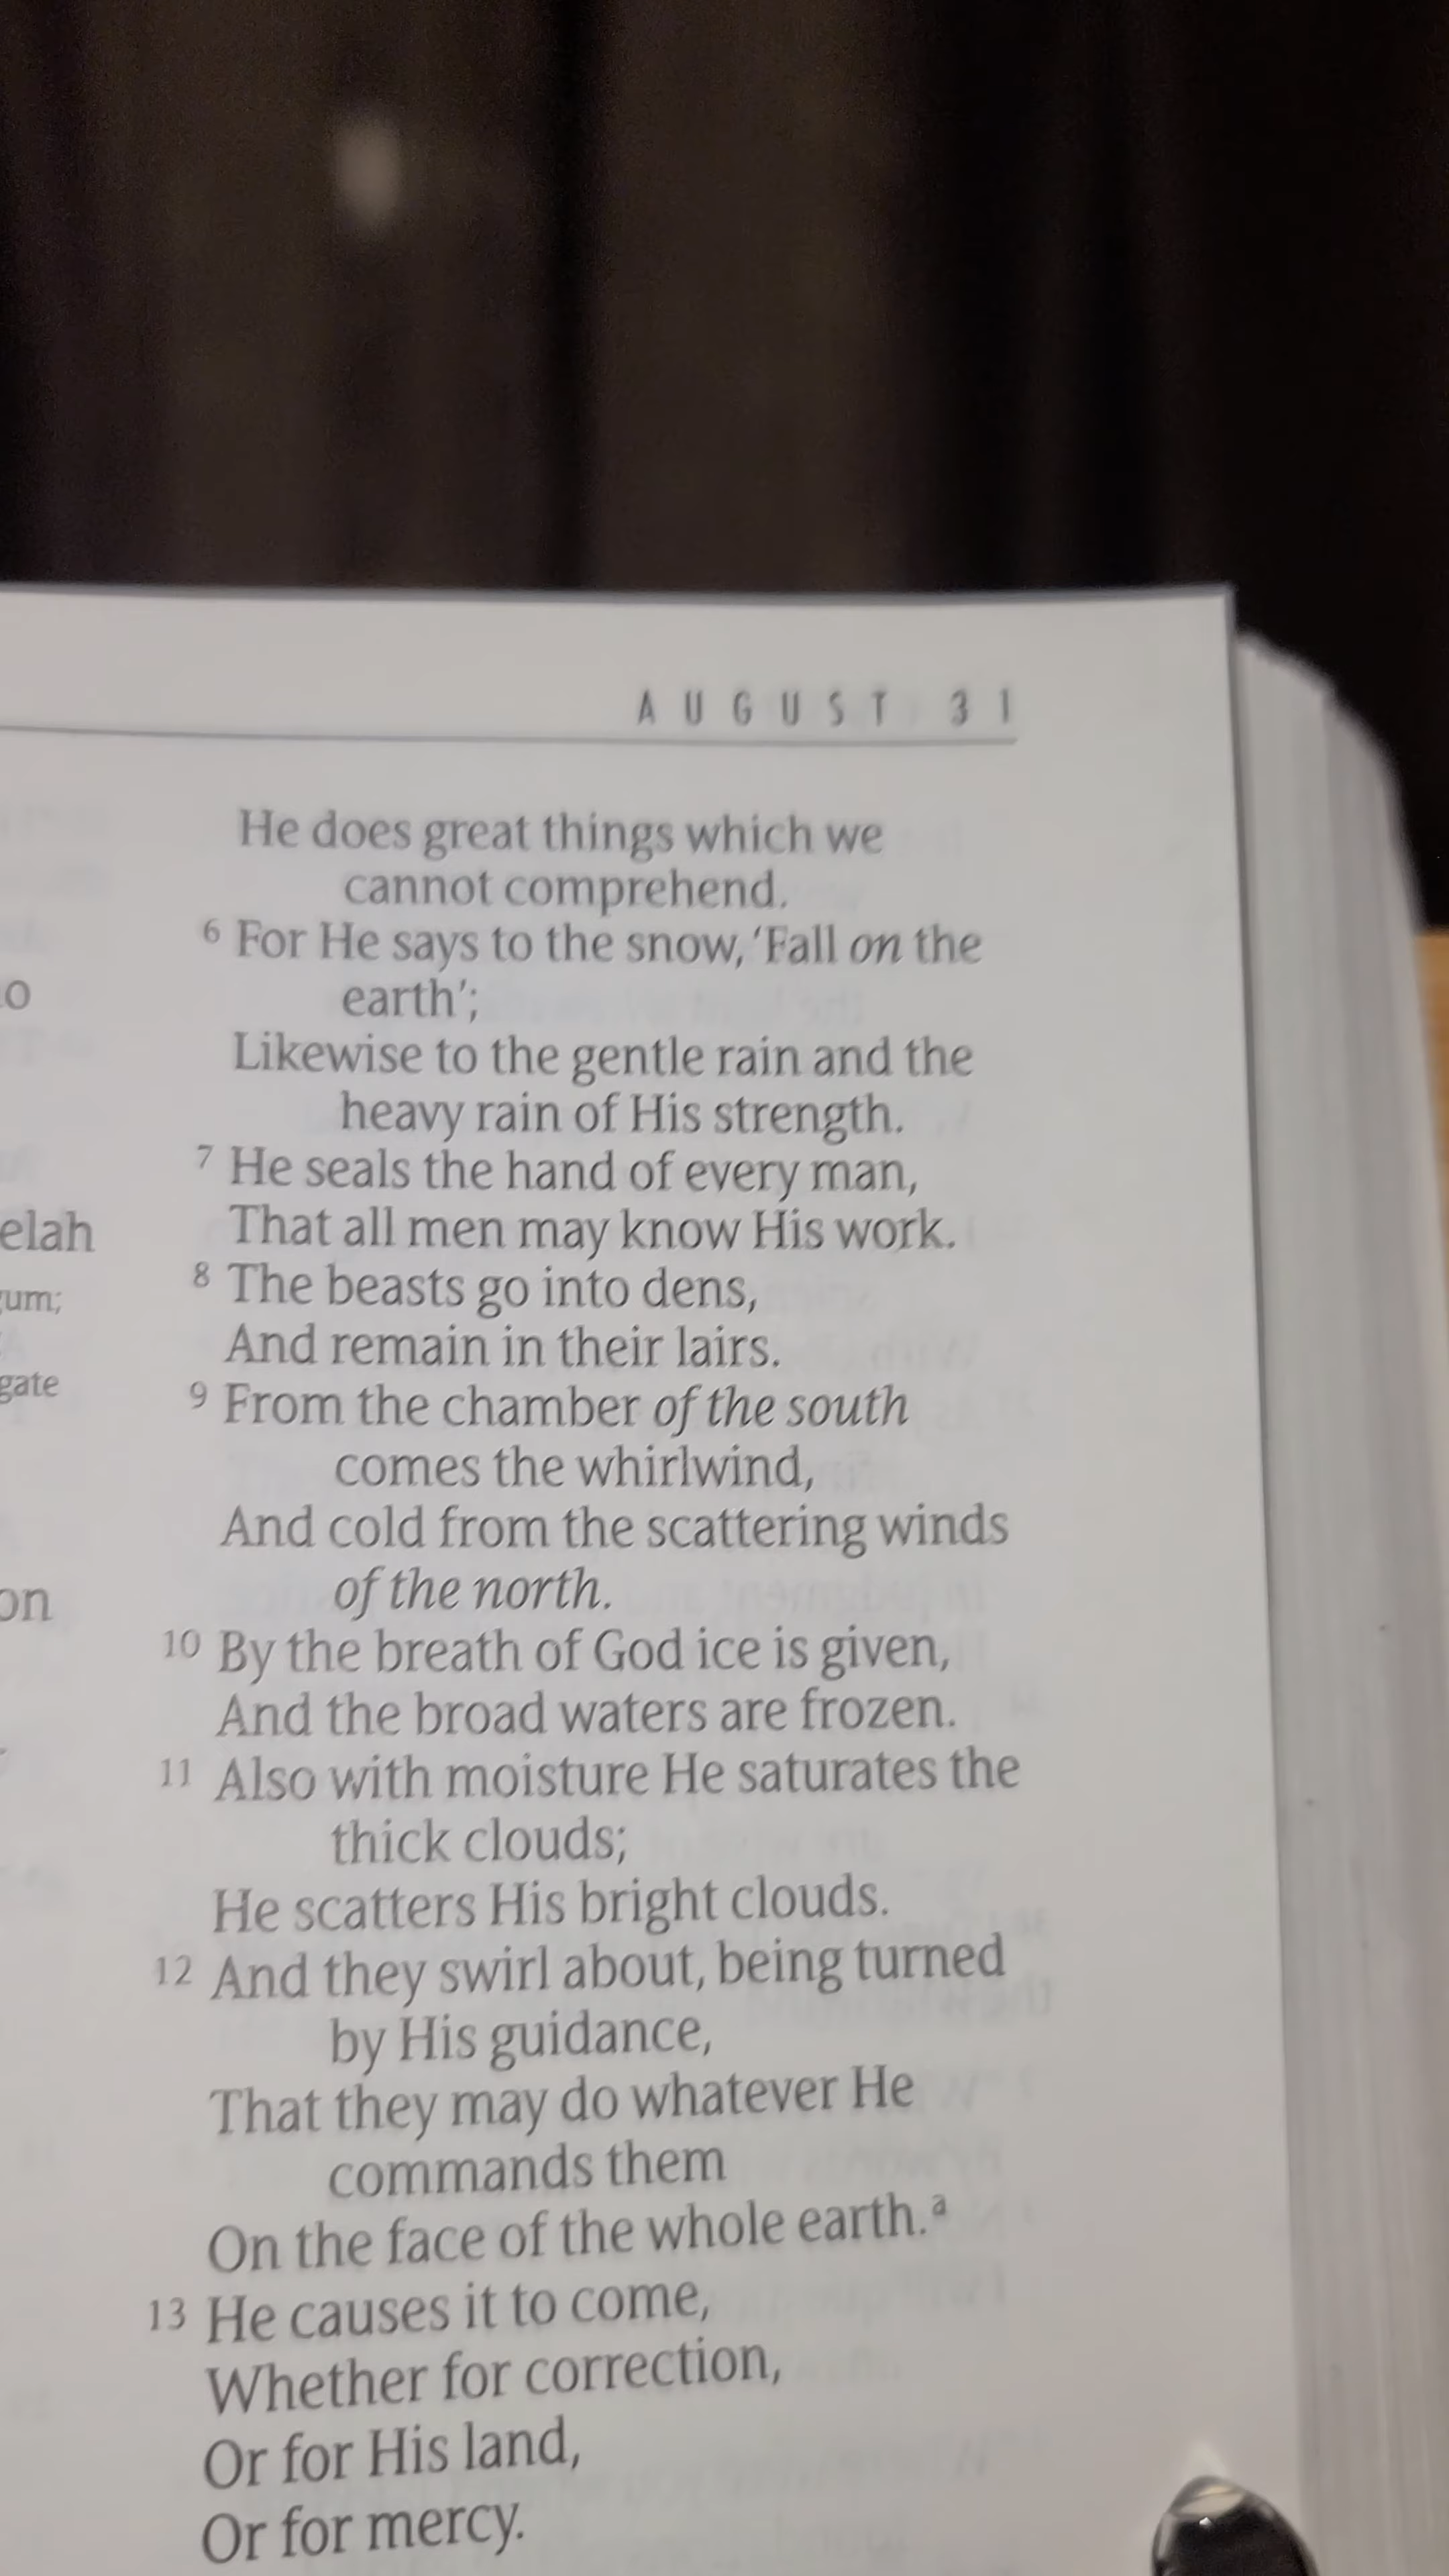 AUGUST 31
He does great things which we
cannot comprehend.
6 For He says to the snow, ‘Fall on the
earth’;
Likewise to the gentle rain and the
heavy rain of His strength.
7 He seals the hand of every man,
That all men may know His work.
8 The beasts go into dens,
And remain in their lairs.
9 From the chamber of the south
comes the whirlwind,
And cold from the scattering winds
of the north.
10 By the breath of God ice is given,
And the broad waters are frozen.
11 Also with moisture He saturates the
thick clouds;
He scatters His bright clouds.
12 And they swirl about, being turned
by His guidance,
That they may do whatever He
commands them
On the face of the whole earth.a
13 He causes it to come,
Whether for correction,
Or for His land,
Or for mercy.